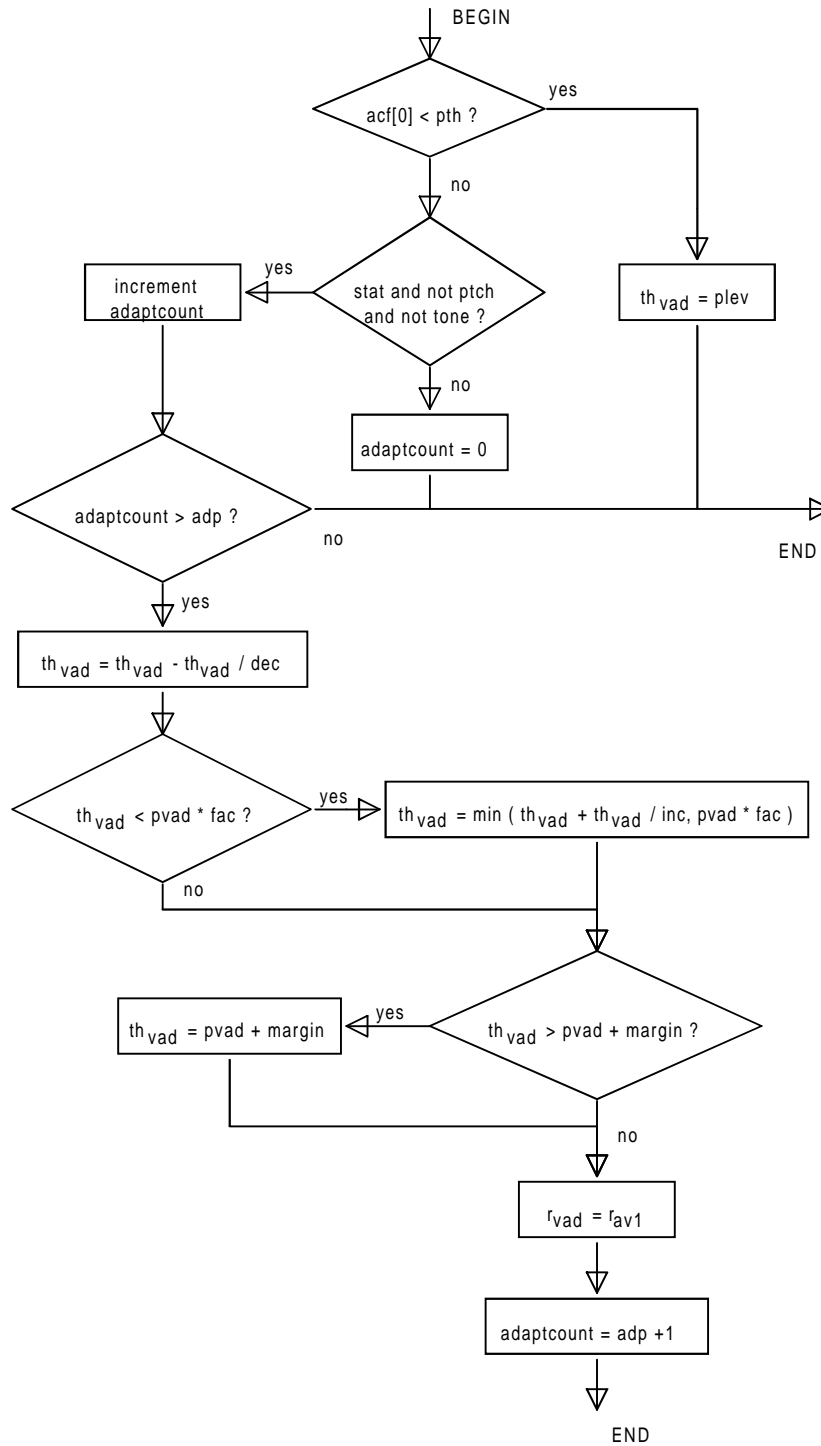 BEGIN
acf[0] < pth ?
yes
no
stat and not ptch
and not tone ?
yes
increment
adaptcount
th vad = plev
no
adaptcount = 0
adaptcount > adp ?
no
END
yes
th vad = th vad - th vad / dec
th vad < pvad * fac ?
yes
th vad = min ( th vad + th vad / inc, pvad * fac )
no
th vad = pvad + margin
yes
th vad > pvad + margin ?
no
r vad = r av1
adaptcount = adp +1
END